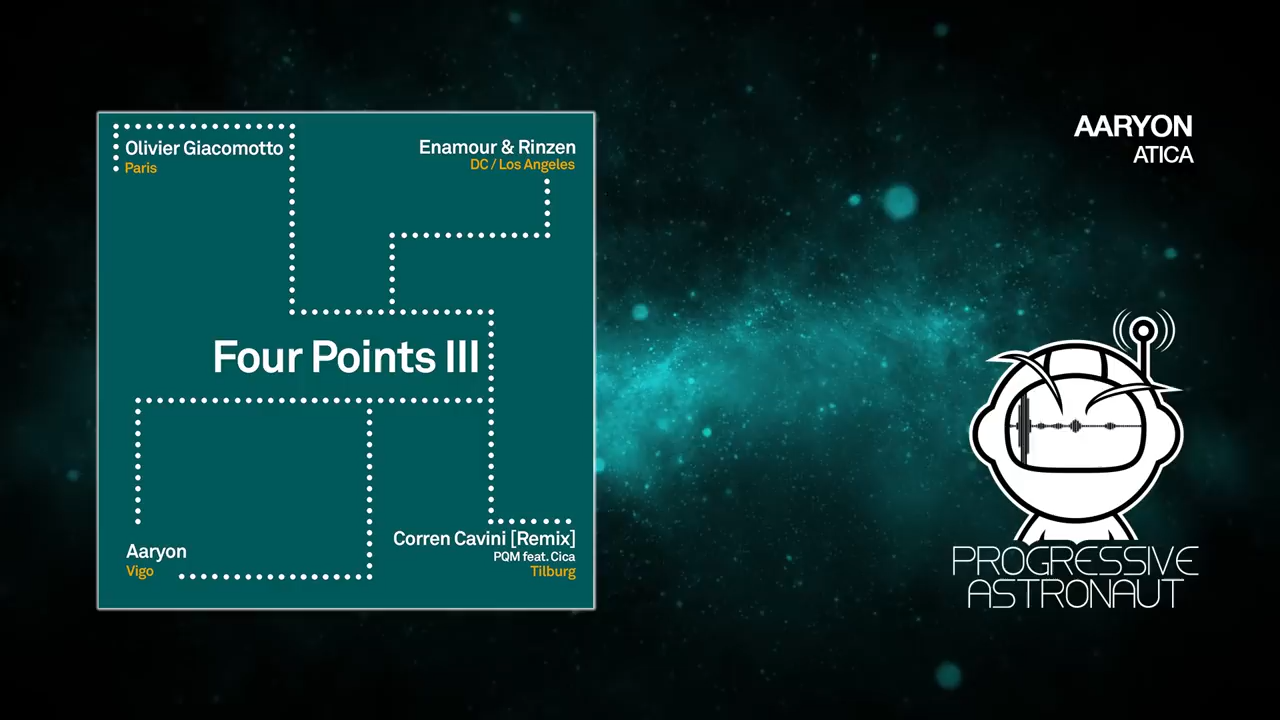 Olivier Giacomotto
Paris
Enamour & Rinzen
DC / Los Angeles
Four Points III
Aaryon
Vigo
Corren Cavini [Remix]
PQM feat. Cica
Tilburg
AARYON
ATICA
PROGRESSIVE
ASTRONAUT